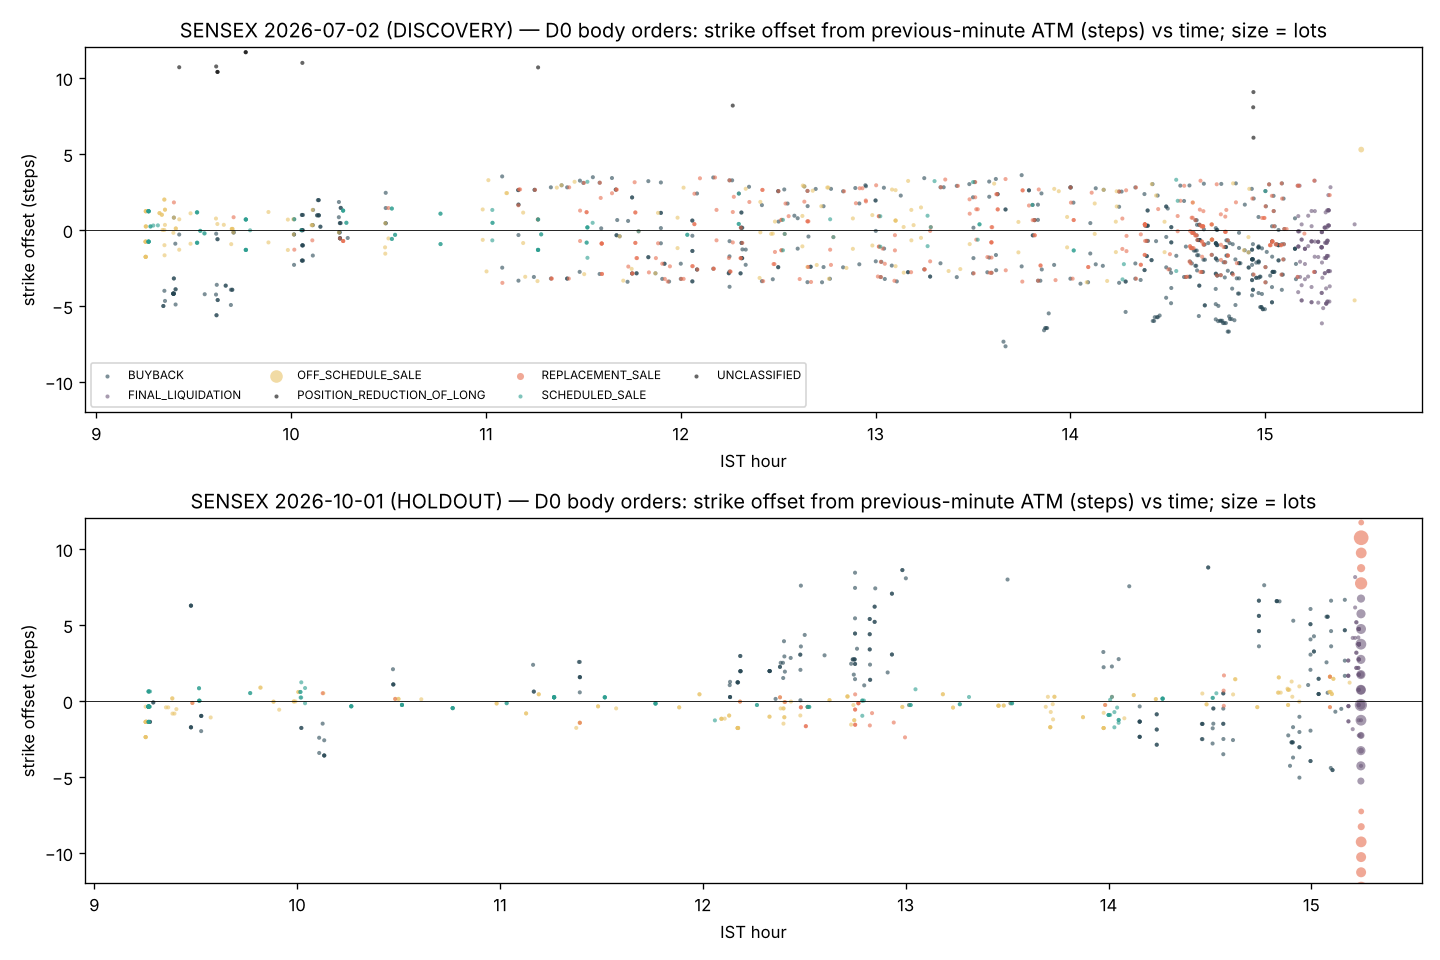 SENSEX 2026-07-02 (DISCOVERY) — D0 body orders: strike offset from previous-minute ATM (steps) vs time; size = lots
strike offset (steps)
10
5
0
−5
−10
BUYBACK
FINAL_LIQUIDATION
OFF_SCHEDULE_SALE
POSITION_REDUCTION_OF_LONG
REPLACEMENT_SALE
SCHEDULED_SALE
UNCLASSIFIED
9 10 11 12 13 14 15
IST hour
SENSEX 2026-10-01 (HOLDOUT) — D0 body orders: strike offset from previous-minute ATM (steps) vs time; size = lots
strike offset (steps)
10
5
0
−5
−10
9 10 11 12 13 14 15
IST hour